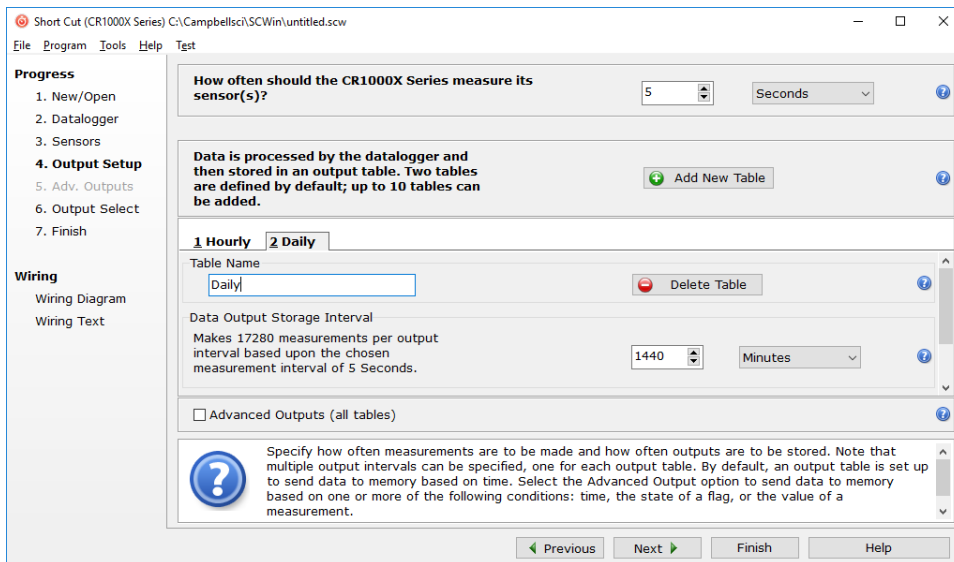 Short Cut (CR1000X Series) C:\Campbellsci\SCWin\untitled.scw
File Program Tools Help Test
Progress
1. New/Open
2. Datalogger
3. Sensors
4. Output Setup
5. Adv. Outputs
6. Output Select
7. Finish
Wiring
Wiring Diagram
Wiring Text
How often should the CR1000X Series measure its
sensor(s)?
5
Seconds
Data is processed by the datalogger and
then stored in an output table. Two tables
are defined by default; up to 10 tables can
be added.
Add New Table
1 Hourly 2 Daily
Table Name
Daily
Delete Table
Data Output Storage Interval
Makes 17280 measurements per output
interval based upon the chosen
measurement interval of 5 Seconds.
1440
Minutes
Advanced Outputs (all tables)
Specify how often measurements are to be made and how often outputs are to be stored. Note that
multiple output intervals can be specified, one for each output table. By default, an output table is set up
to send data to memory based on time. Select the Advanced Output option to send data to memory
based on one or more of the following conditions: time, the state of a flag, or the value of a
measurement.
Previous Next Finish Help